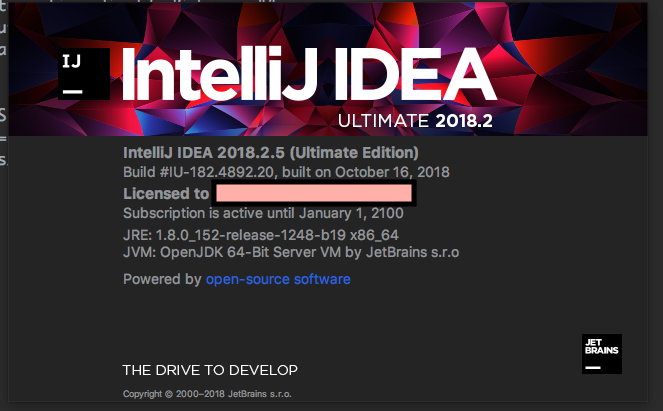 IJ
IntelliJ IDEA
ULTIMATE 2018.2
IntelliJ IDEA 2018.2.5 (Ultimate Edition)
Build #IU-182.4892.20, built on October 16, 2018
Licensed to
Subscription is active until January 1, 2100
JRE: 1.8.0_152-release-1248-b19 x86_64
JVM: OpenJDK 64-Bit Server VM by JetBrains s.r.o
Powered by open-source software
JET
BRAINS
THE DRIVE TO DEVELOP
Copyright © 2000–2018 JetBrains s.r.o.